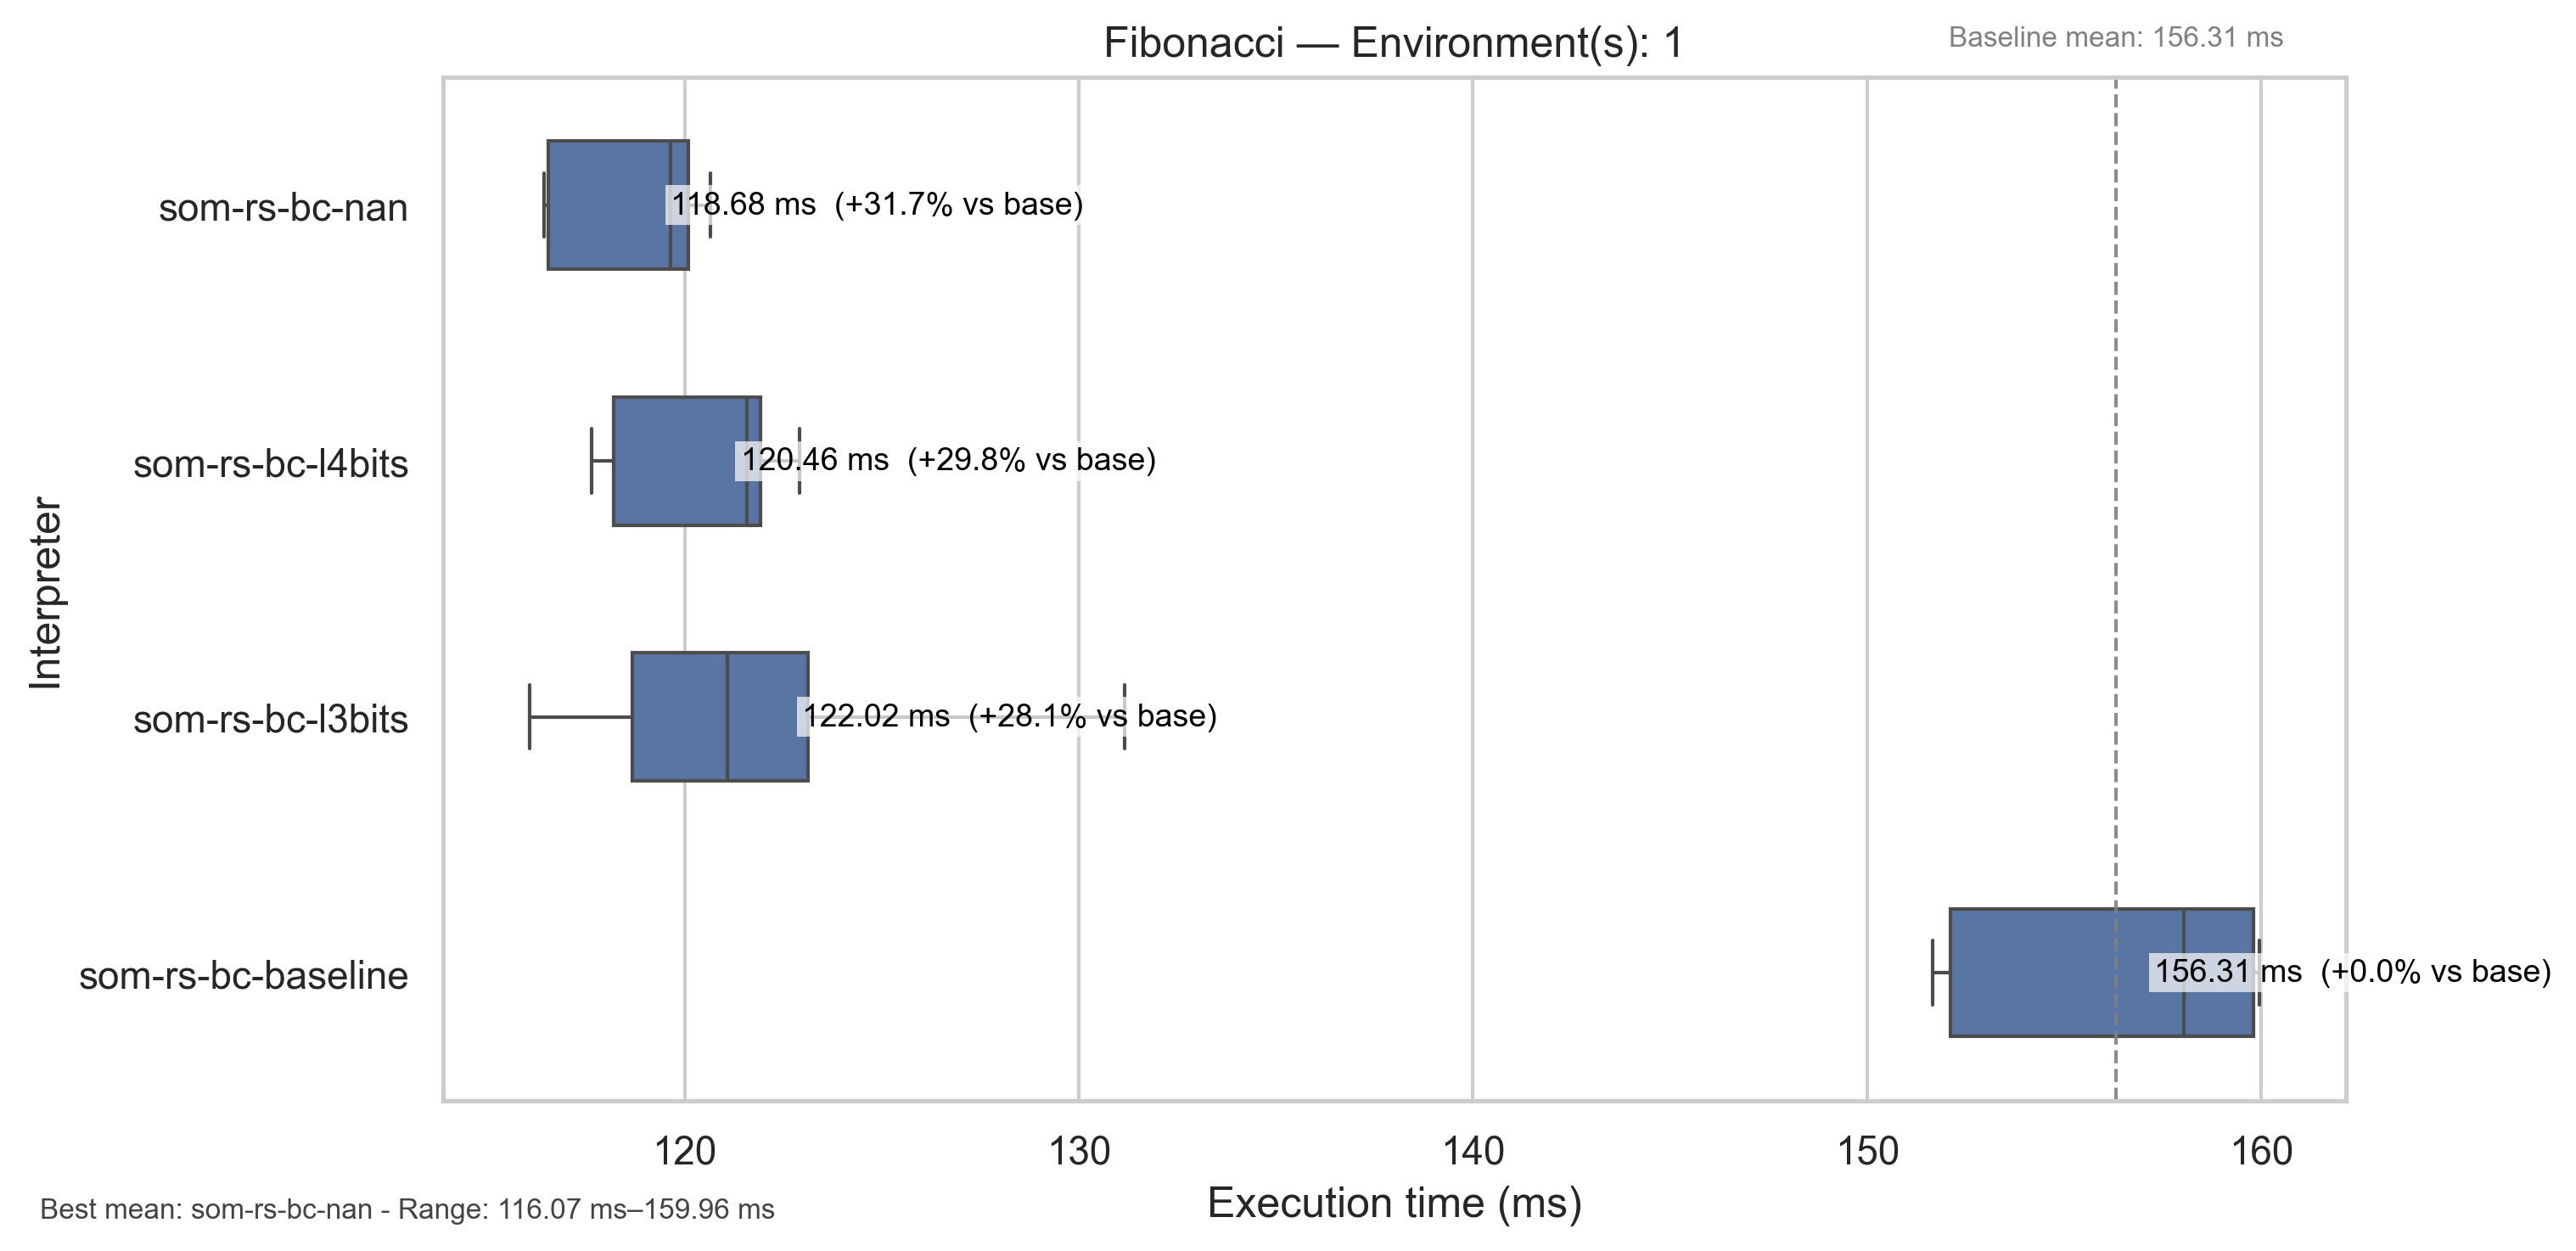 Fibonacci — Environment(s): 1
Baseline mean: 156.31 ms
Interpreter
som-rs-bc-nan
118.68 ms (+31.7% vs base)
som-rs-bc-l4bits
120.46 ms (+29.8% vs base)
som-rs-bc-l3bits
122.02 ms (+28.1% vs base)
som-rs-bc-baseline
156.31 ms (+0.0% vs base)
120 130 140 150 160
Execution time (ms)
Best mean: som-rs-bc-nan - Range: 116.07 ms–159.96 ms